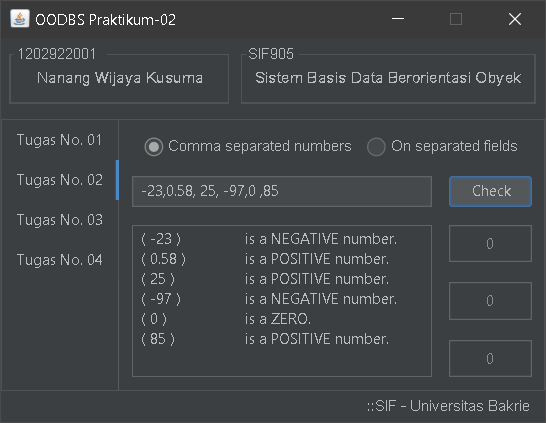 OODBS Praktikum-02
1202922001
Nanang Wijaya Kusuma
SIF905
Sistem Basis Data Berorientasi Obyek
Tugas No. 01
Tugas No. 02
Tugas No. 03
Tugas No. 04
Comma separated numbers
On separated fields
-23,0.58, 25, -97,0 ,85
Check
( -23 ) is a NEGATIVE number.
( 0.58 ) is a POSITIVE number.
( 25 ) is a POSITIVE number.
( -97 ) is a NEGATIVE number.
( 0 ) is a ZERO.
( 85 ) is a POSITIVE number.
0
0
0
::SIF - Universitas Bakrie